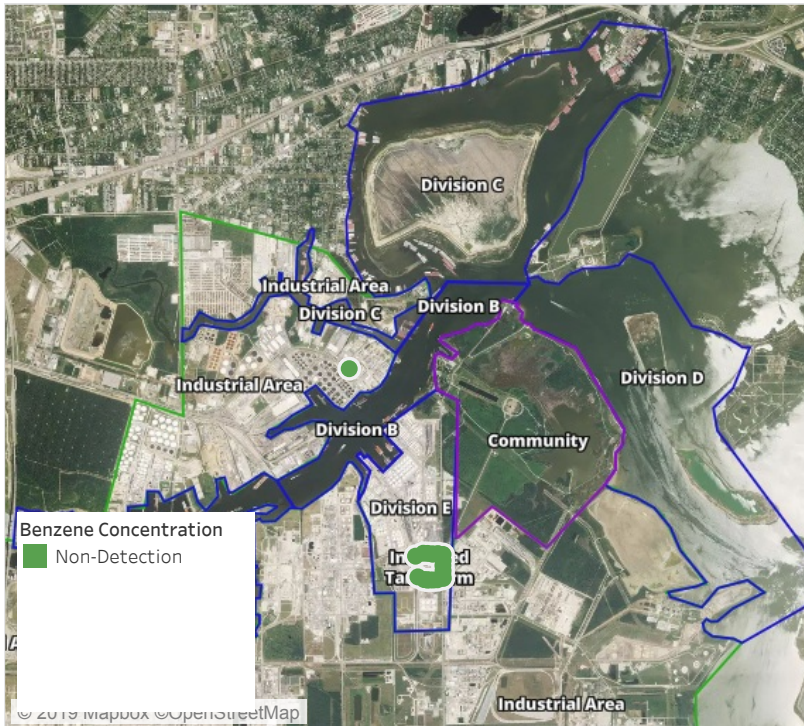 Division C
Industrial Area
Division C
Division B
Industrial Area
Division D
Division B
Community
Division E
Benzene Concentration
Non-Detection
Industrial Area
© 2019 Mapbox ©OpenStreetMap